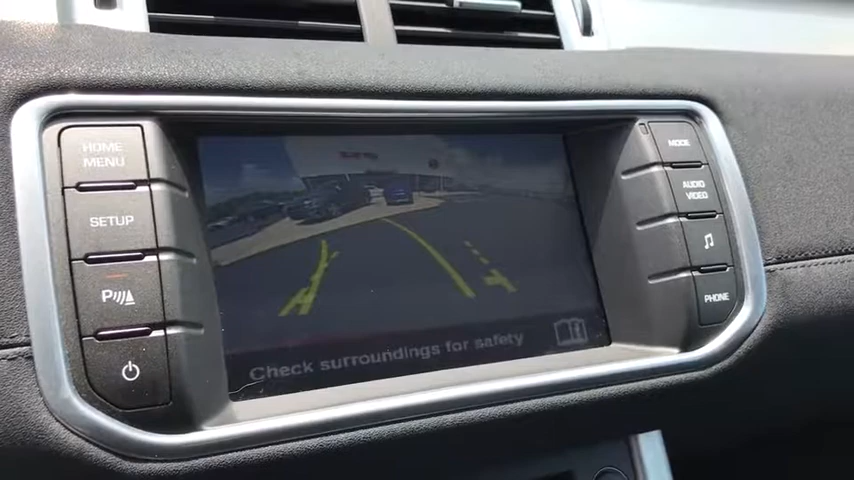 HOME
MENU
SETUP
P
MODE
AUDIO
VIDEO
PHONE
Check surroundings for safety